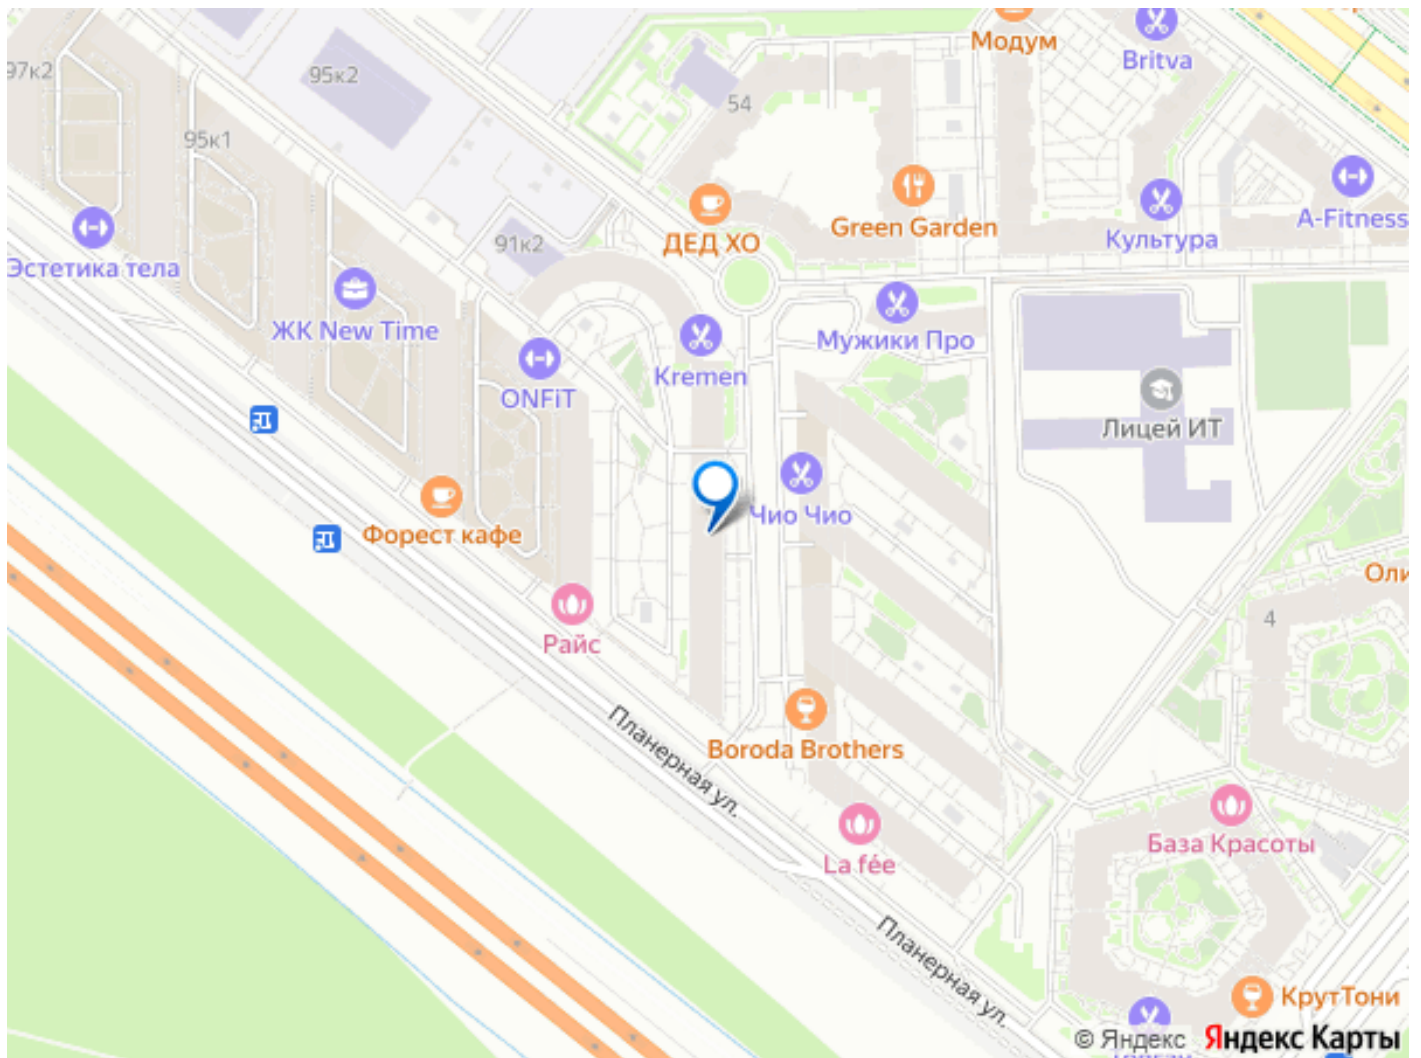 Модум
Britva
97к2
95к2
54
95к1
Green Garden
A-Fitness
ДЕД ХО
Культура
91к2
Эстетика тела
ЖК New Time
Мужики Про
Kremen
ONFiT
Лицей ИТ
Чио Чио
Форест кафе
Оли
4
Райс
Планерная ул.
Boroda Brothers
База Красоты
La fée
Планерная ул.
КрутТони
© Яндекс Яндекс Карты